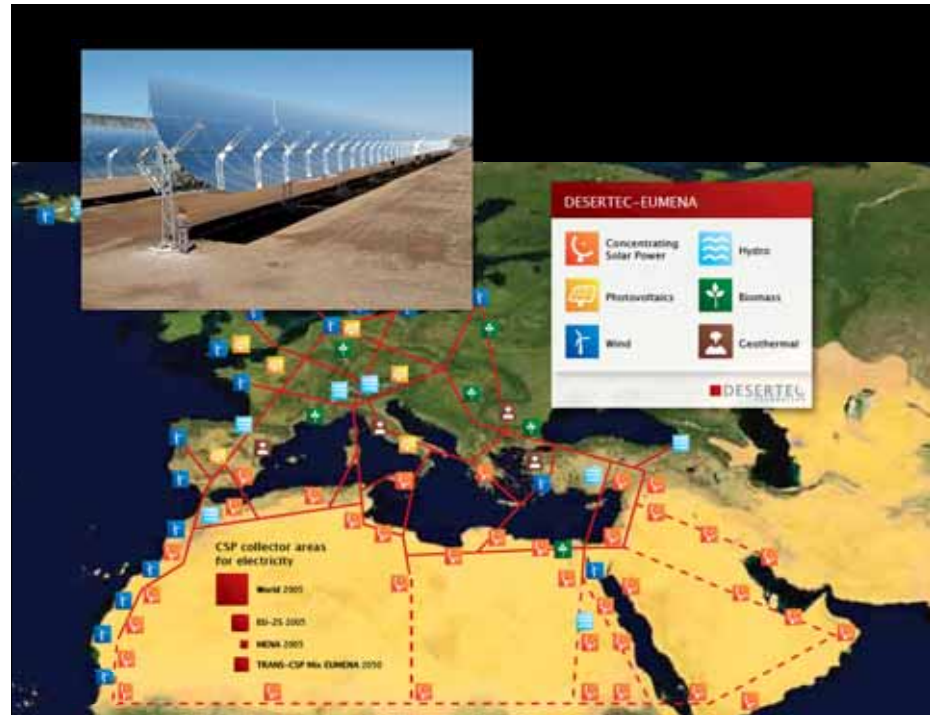 DESERTEC-EUMENA
Concentrating
Solar Power
Hydro
Photovoltaics
Biomass
Wind
Geothermal
DESERTEC
CSP collector areas
for electricity
World 2005
EU-25 2005
MENA 2005
TRANS-CSP Mix EUMENA 2050